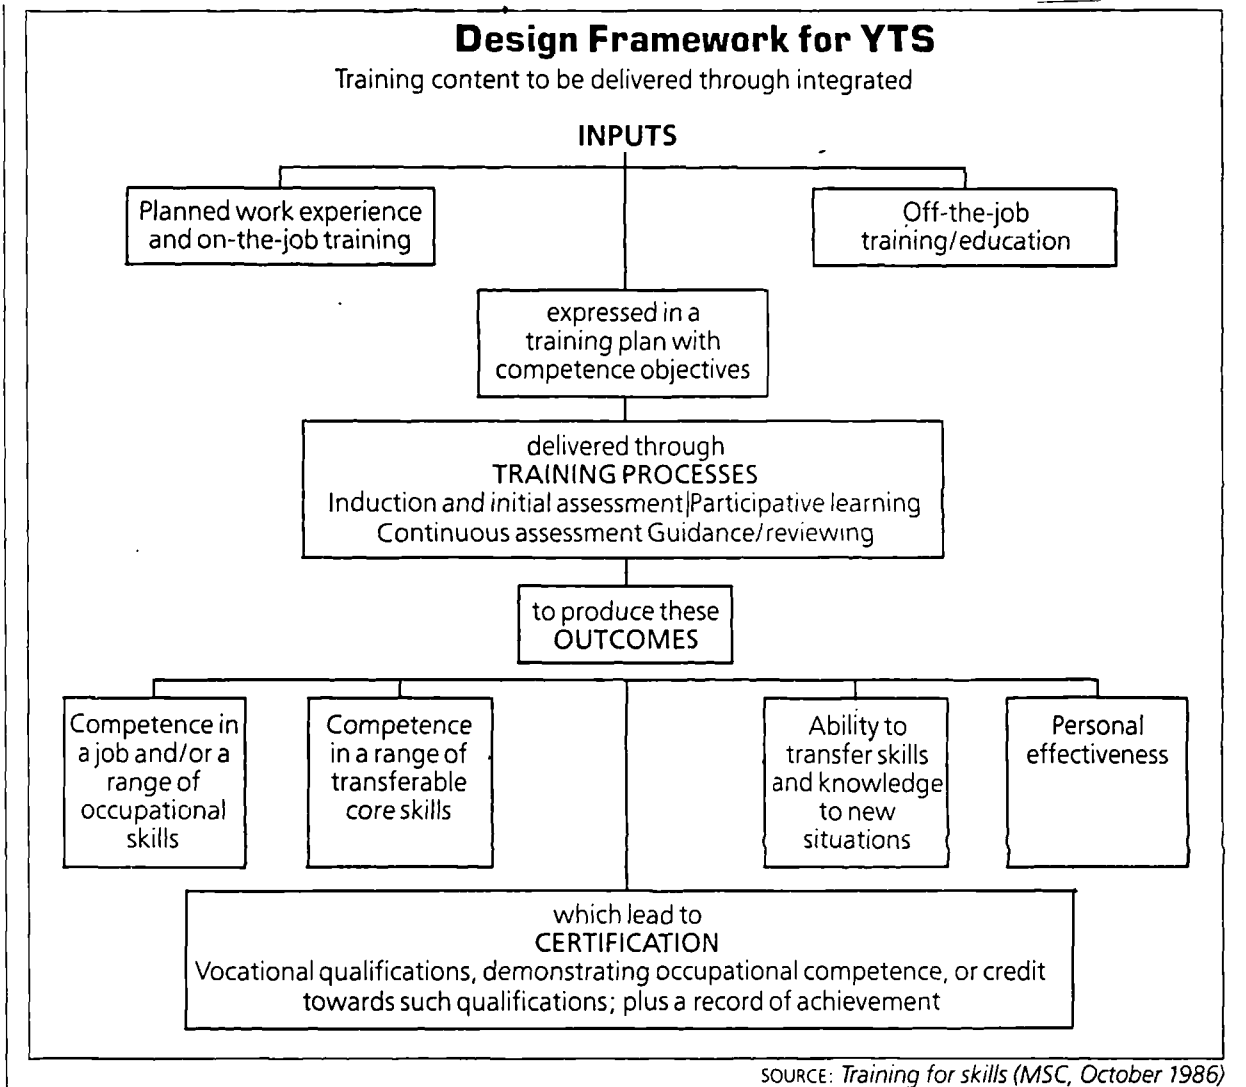 Design Framework for YTS
Training content to be delivered through integrated
INPUTS
Planned work experience
and on-the-job training
Off-the-job
training/education
expressed in a
training plan with
competence objectives
delivered through
TRAINING PROCESSES
Induction and initial assessment|Participative learning
Continuous assessment Guidance/reviewing
to produce these
OUTCOMES
Competence in
a job and/or a
range of
occupational
skills
Competence
in a range of
transferable
core skills
Ability to
transfer skills
and knowledge
to new
situations
Personal
effectiveness
which lead to
CERTIFICATION
Vocational qualifications, demonstrating occupational competence, or credit
towards such qualifications; plus a record of achievement
SOURCE: Training for skills (MSC, October 1986)